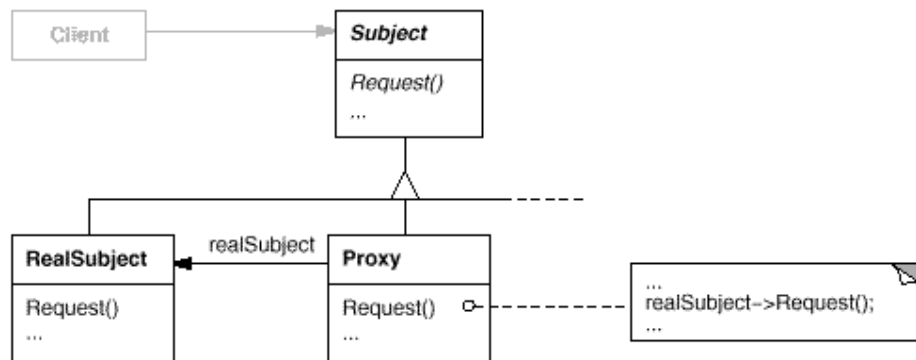 Client
Subject
Request()
...
realSubject
RealSubject
Request()
...
Proxy
Request()
...
...
realSubject->Request();
...